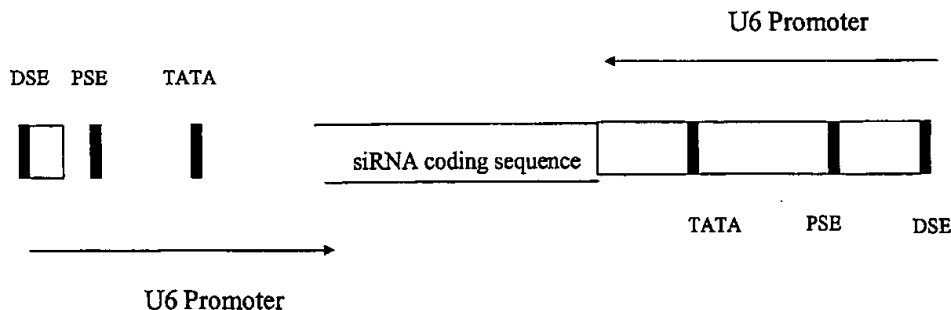 U6 Promoter
DSE PSE TATA
siRNA coding sequence
TATA PSE DSE
U6 Promoter